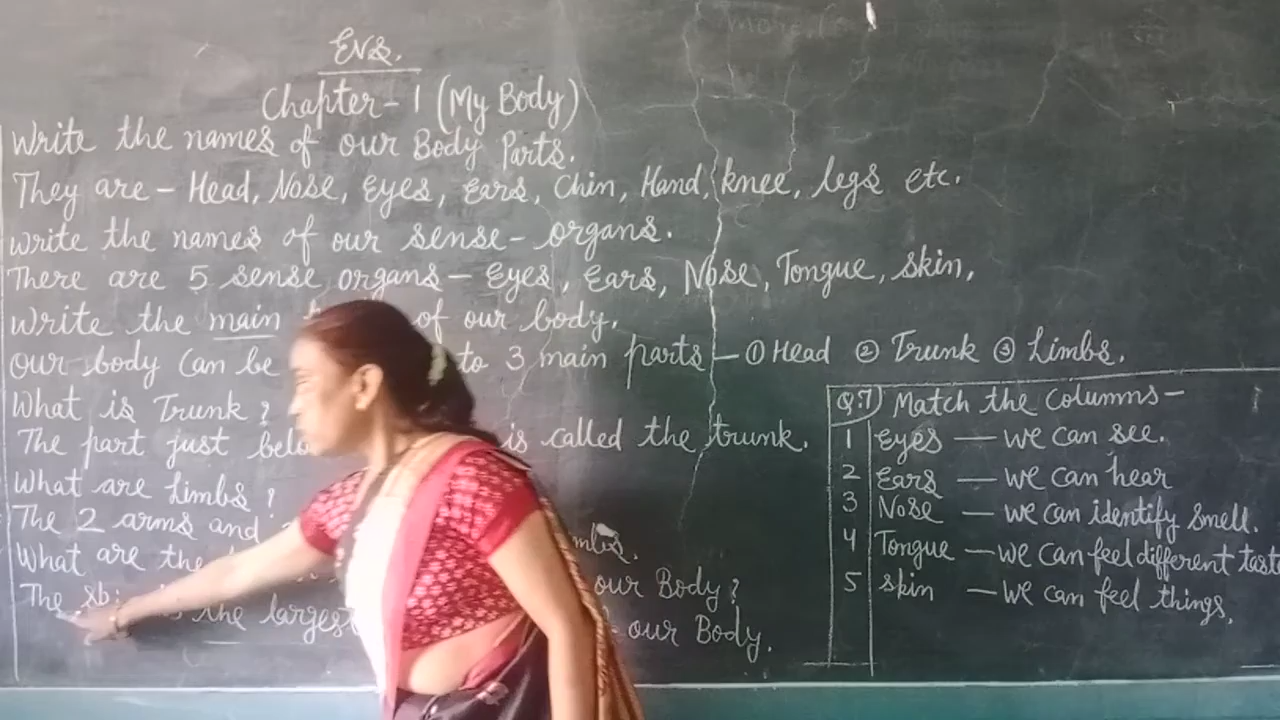 EVS.
Chapter - 1 (My Body)
Write the names of our Body Parts.
They are - Head, Nose, Eyes, Ears, Chin, Hand, knee, legs etc.
Write the names of our sense-organs.
There are 5 sense organs - Eyes, Ears, Nose, Tongue, skin,
Write the main of our body.
Our body can be to 3 main parts - ① Head ② Trunk ③ Limbs.
What is Trunk?
The part just is called the trunk.
What are Limbs?
The 2 arms and
What are the our Body?
The the largest our Body.
Q.7) Match the columns -
1 Eyes - we can see.
2 Ears - we can hear
3 Nose - we can identify smell.
4 Tongue - we can feel different taste
5 skin - we can feel things,